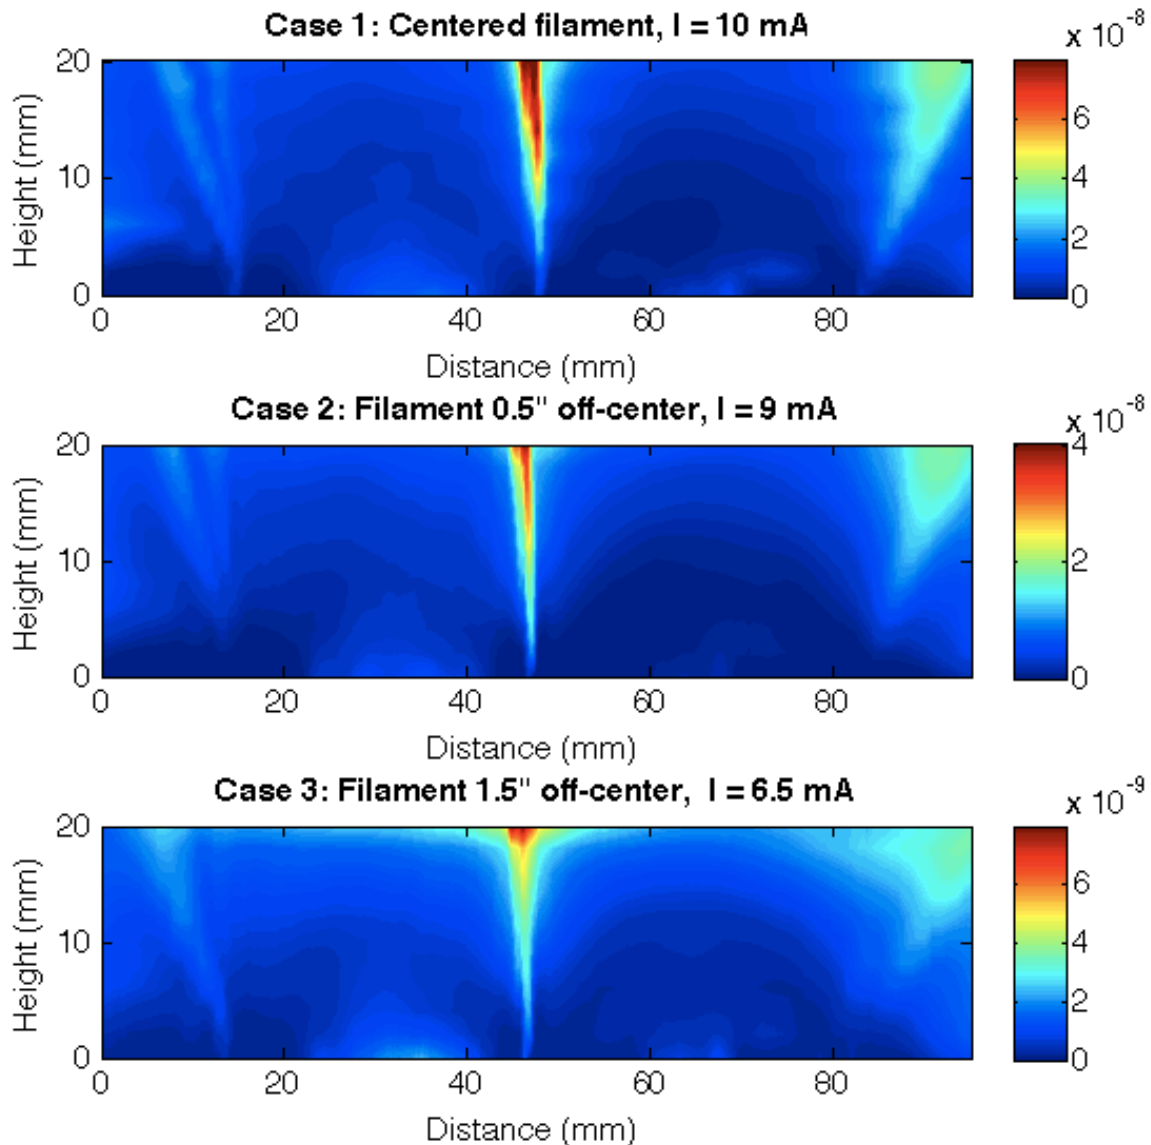 Case 1: Centered filament, I = 10 mA
x 10⁻⁸
20
10
0
Height (mm)
0 20 40 60 80
Distance (mm)
6
4
2
0
Case 2: Filament 0.5" off-center, I = 9 mA
x 10⁻⁸
20
10
0
Height (mm)
0 20 40 60 80
Distance (mm)
4
2
0
Case 3: Filament 1.5" off-center, I = 6.5 mA
x 10⁻⁹
20
10
0
Height (mm)
0 20 40 60 80
Distance (mm)
6
4
2
0